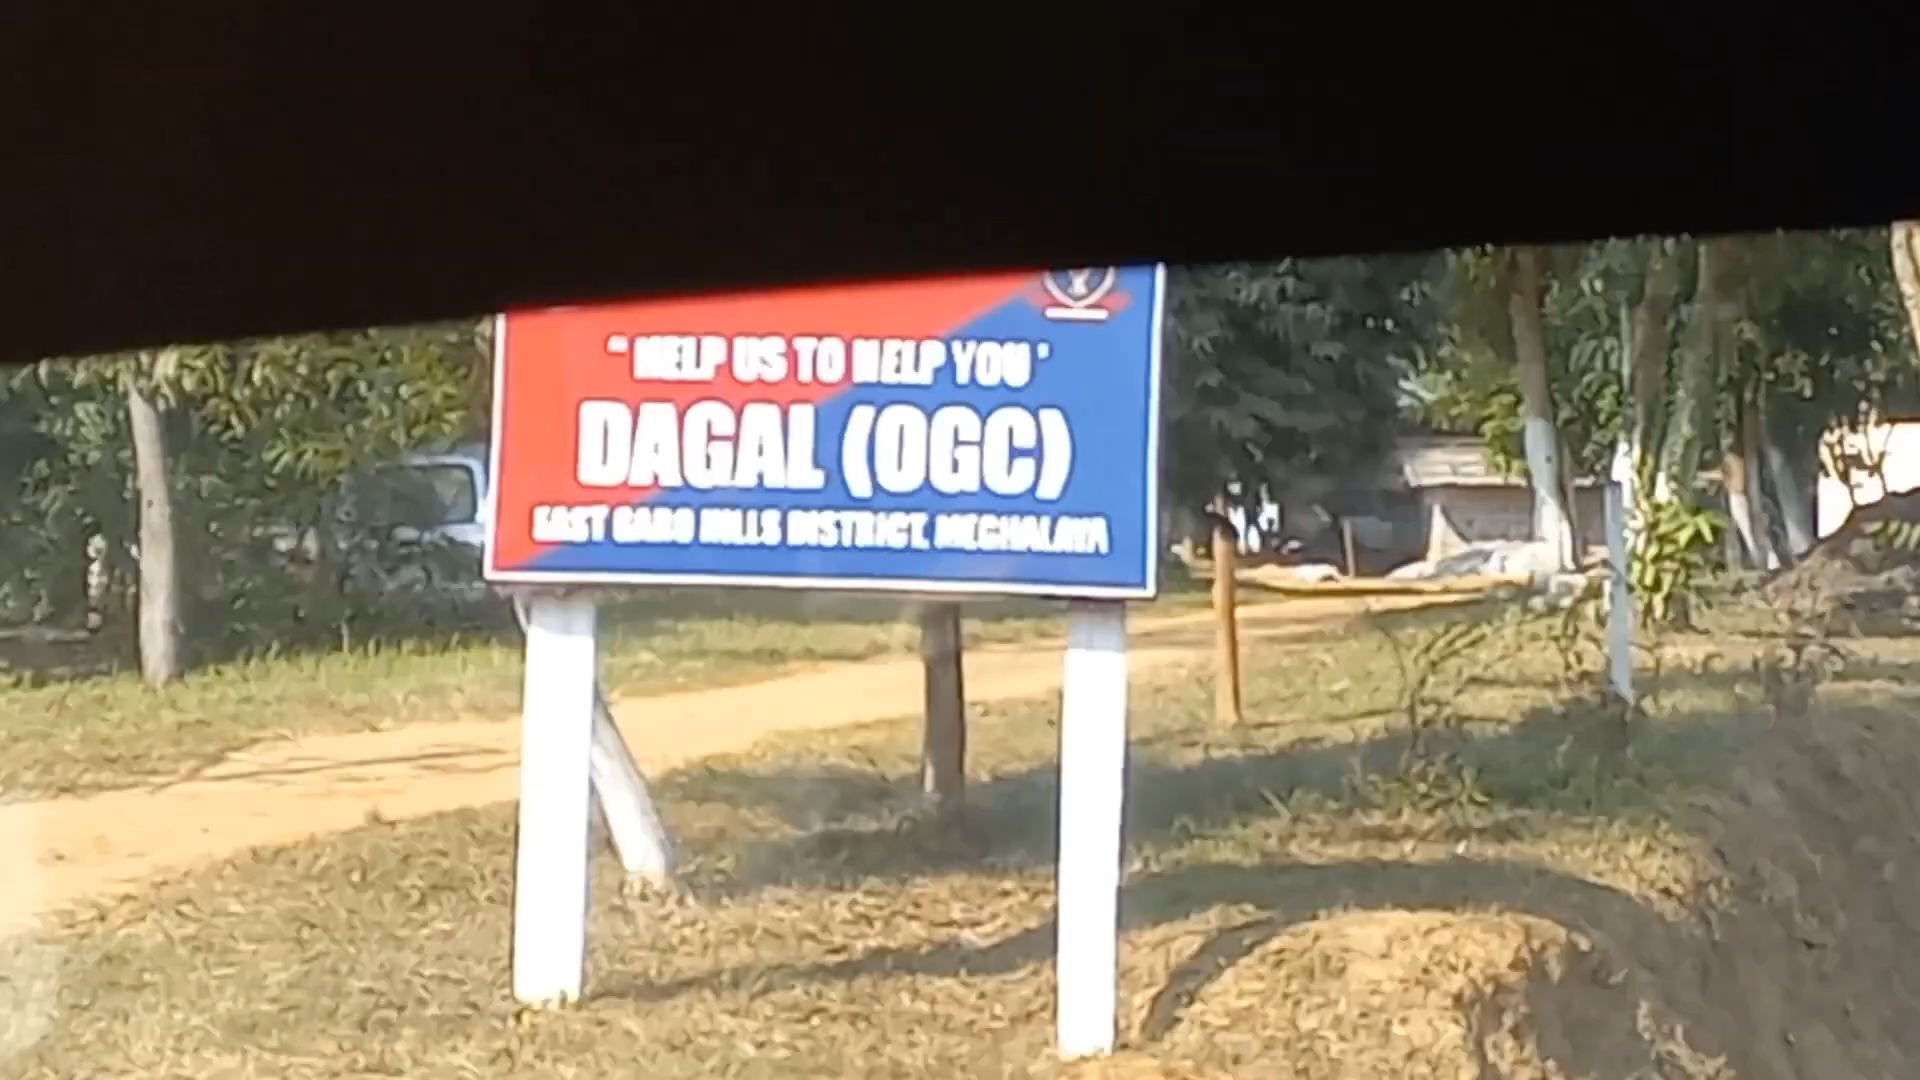 "HELP US TO HELP YOU"
DAGAL (OGC)
EAST GARO HILLS DISTRICT, MEGHALAYA